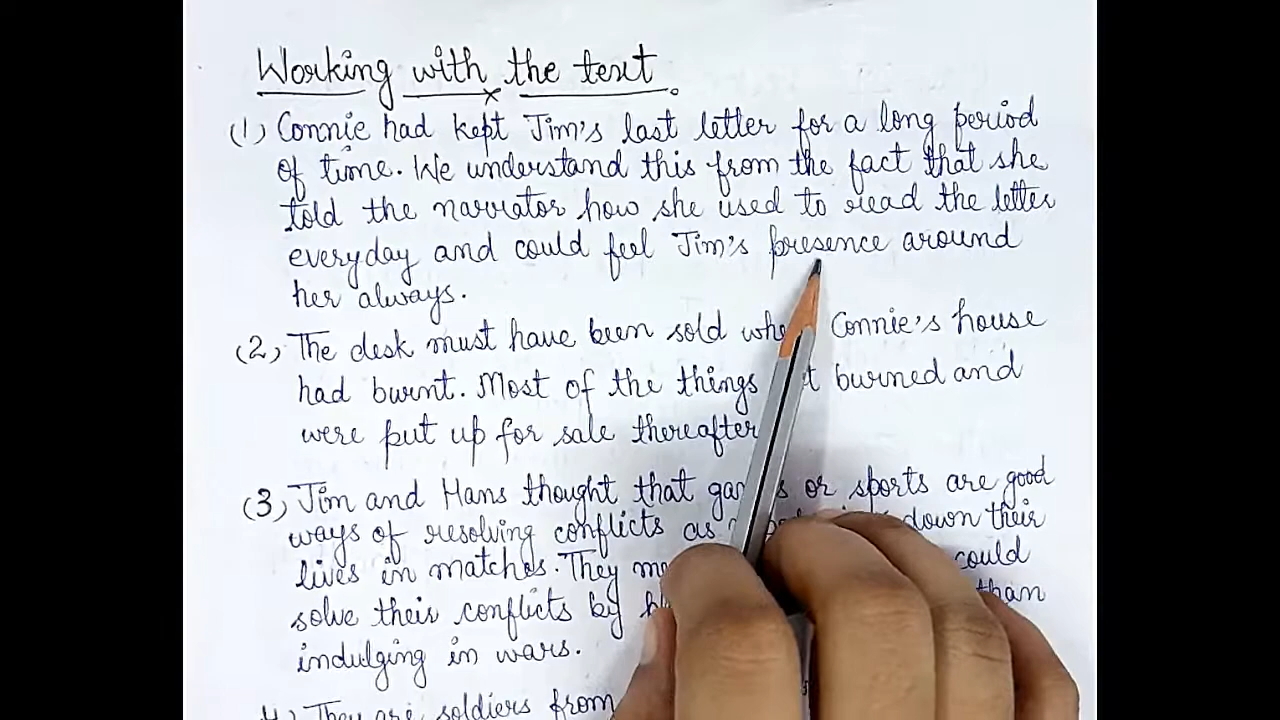 Working with the text.
(1) Connie had kept Jim's last letter for a long period
of time. We understand this from the fact that she
told the narrator how she used to read the letter
everyday and could feel Jim's presence around
her always.
(2) The desk must have been sold Connie's house
had burnt. Most of the things burned and
were put up for sale thereafter
(3) Jim and Hans thought that or sports are good
ways of resolving conflicts as down their
lives in matches. They could
solve their conflicts by than
indulging in wars.
4) They are soldiers from